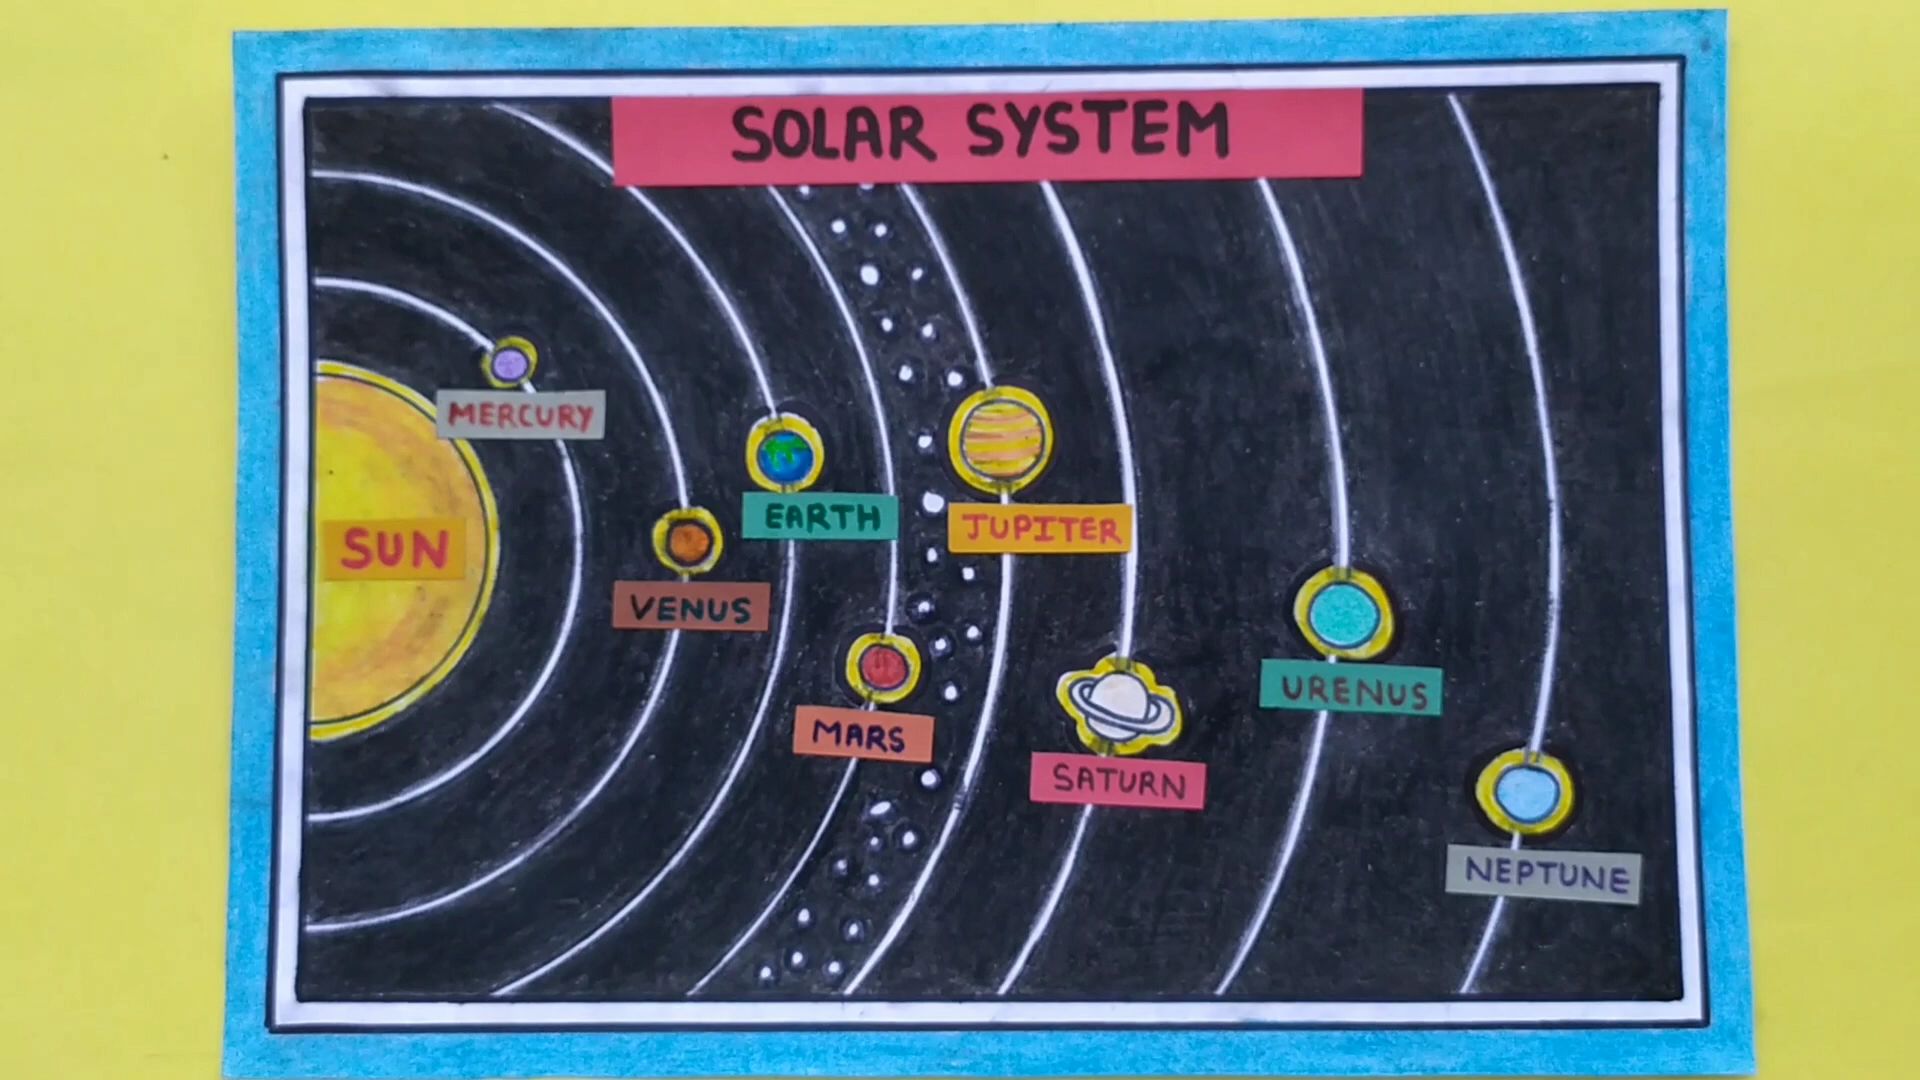 SOLAR SYSTEM
MERCURY
SUN
VENUS
EARTH
MARS
JUPITER
SATURN
URENUS
NEPTUNE